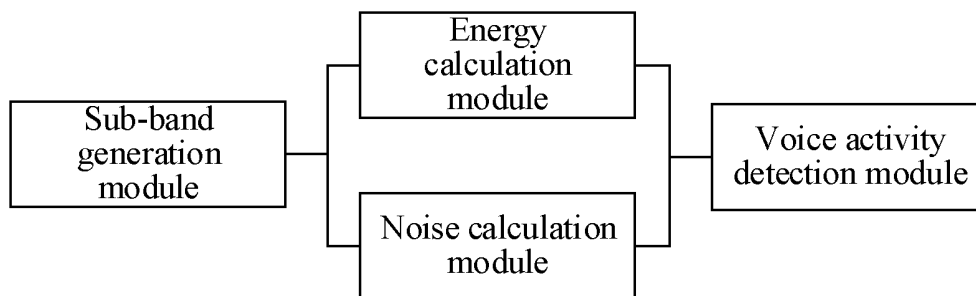 Sub-band
generation
module
Energy
calculation
module
Noise calculation
module
Voice activity
detection module